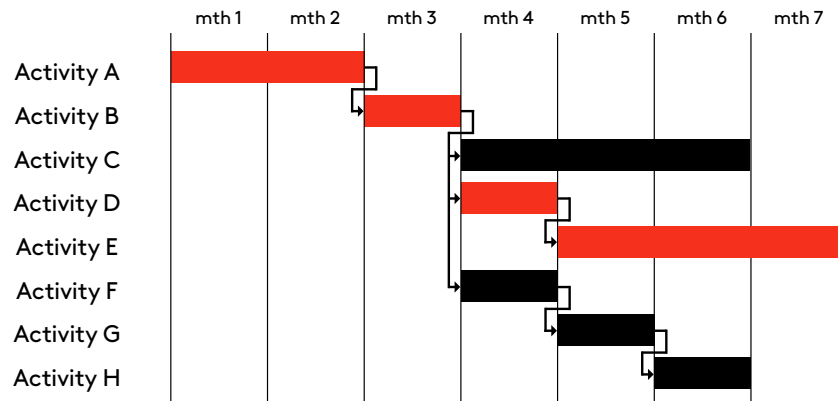 mth 1 mth 2 mth 3 mth 4 mth 5 mth 6 mth 7
Activity A
Activity B
Activity C
Activity D
Activity E
Activity F
Activity G
Activity H